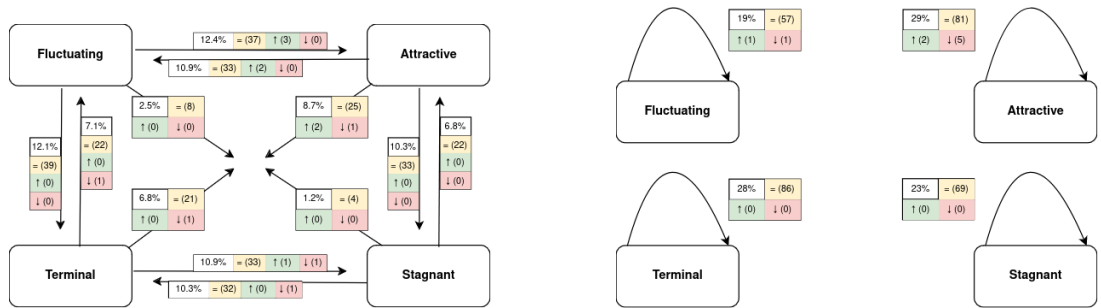 Fluctuating
12.4% = (37) ↑ (3) ↓ (0)
10.9% = (33) ↑ (2) ↓ (0)
Attractive
2.5% = (8)
↑ (0) ↓ (0)
8.7% = (25)
↑ (2) ↓ (1)
12.1%
= (39)
↑ (0)
↓ (0)
7.1%
= (22)
↑ (0)
↓ (1)
10.3%
= (33)
↑ (0)
↓ (0)
6.8%
= (22)
↑ (0)
↓ (0)
6.8% = (21)
↑ (0) ↓ (1)
1.2% = (4)
↑ (0) ↓ (0)
Terminal
10.9% = (33) ↑ (1) ↓ (1)
10.3% = (32) ↑ (0) ↓ (1)
Stagnant
19% = (57)
↑ (1) ↓ (1)
Fluctuating
29% = (81)
↑ (2) ↓ (5)
Attractive
28% = (86)
↑ (0) ↓ (0)
Terminal
23% = (69)
↑ (0) ↓ (0)
Stagnant